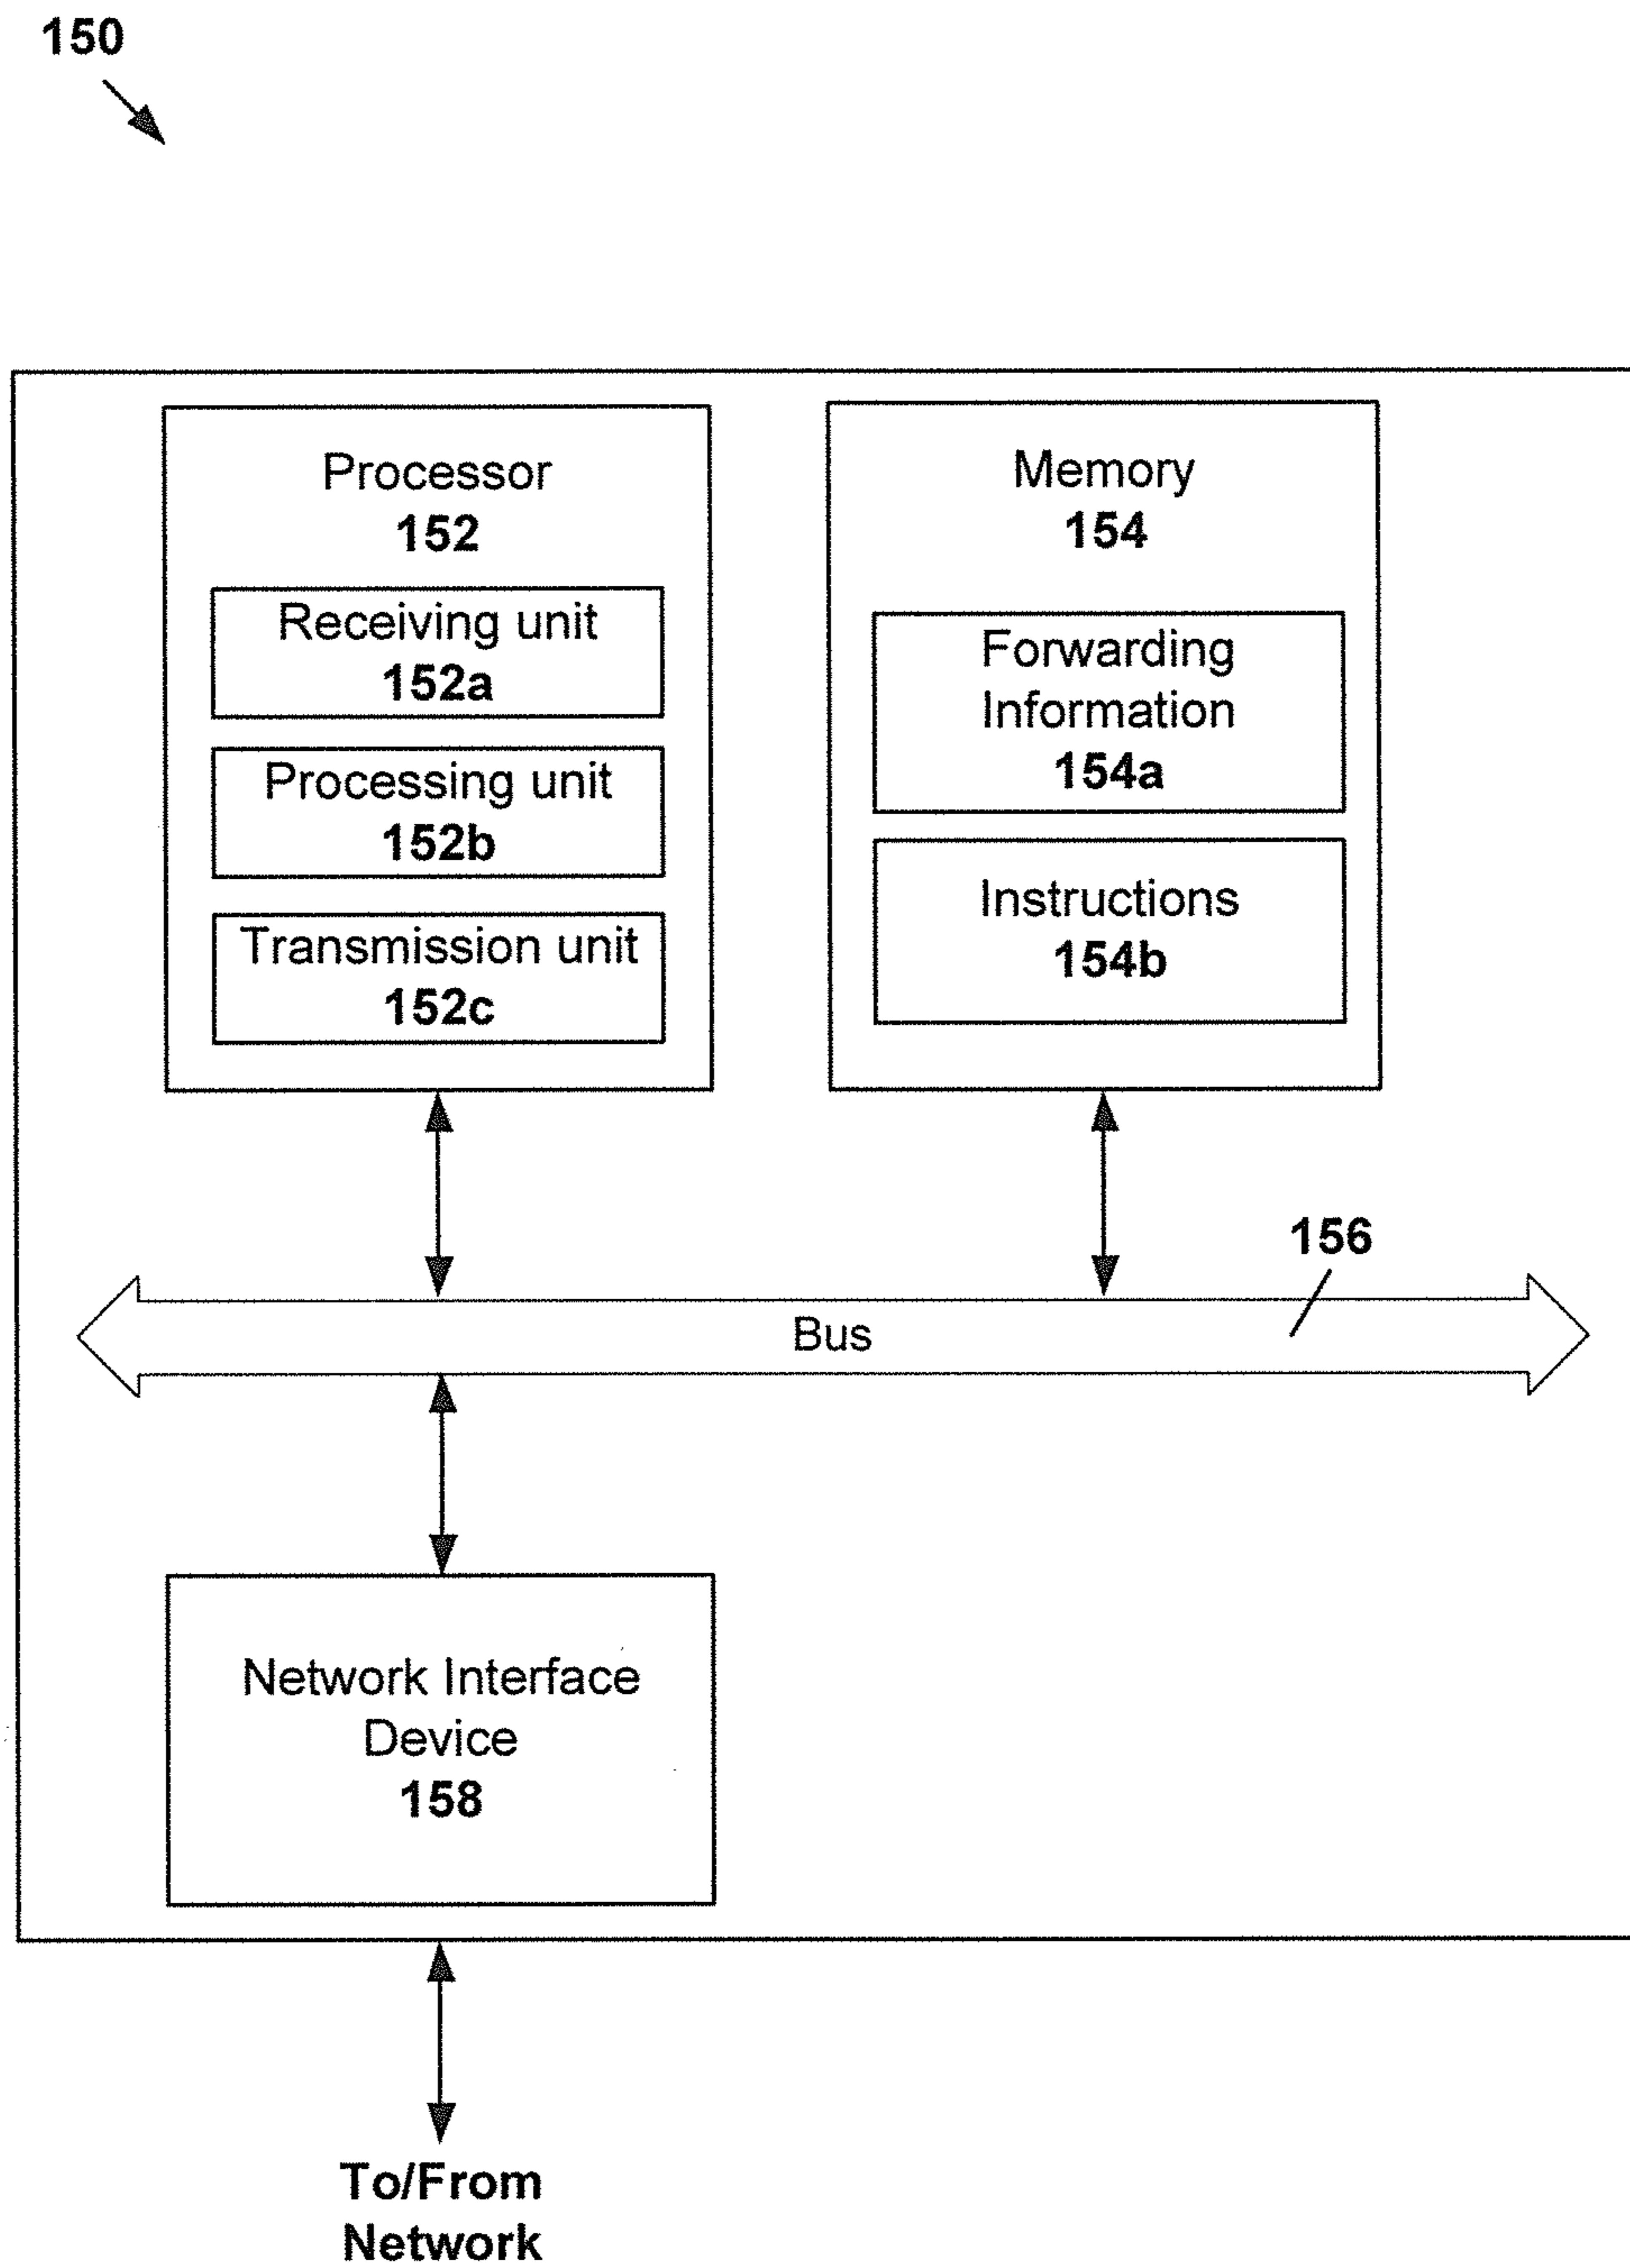 150
Processor
152
Receiving unit
152a
Processing unit
152b
Transmission unit
152c
Memory
154
Forwarding
Information
154a
Instructions
154b
156
Bus
Network Interface
Device
158
To/From
Network